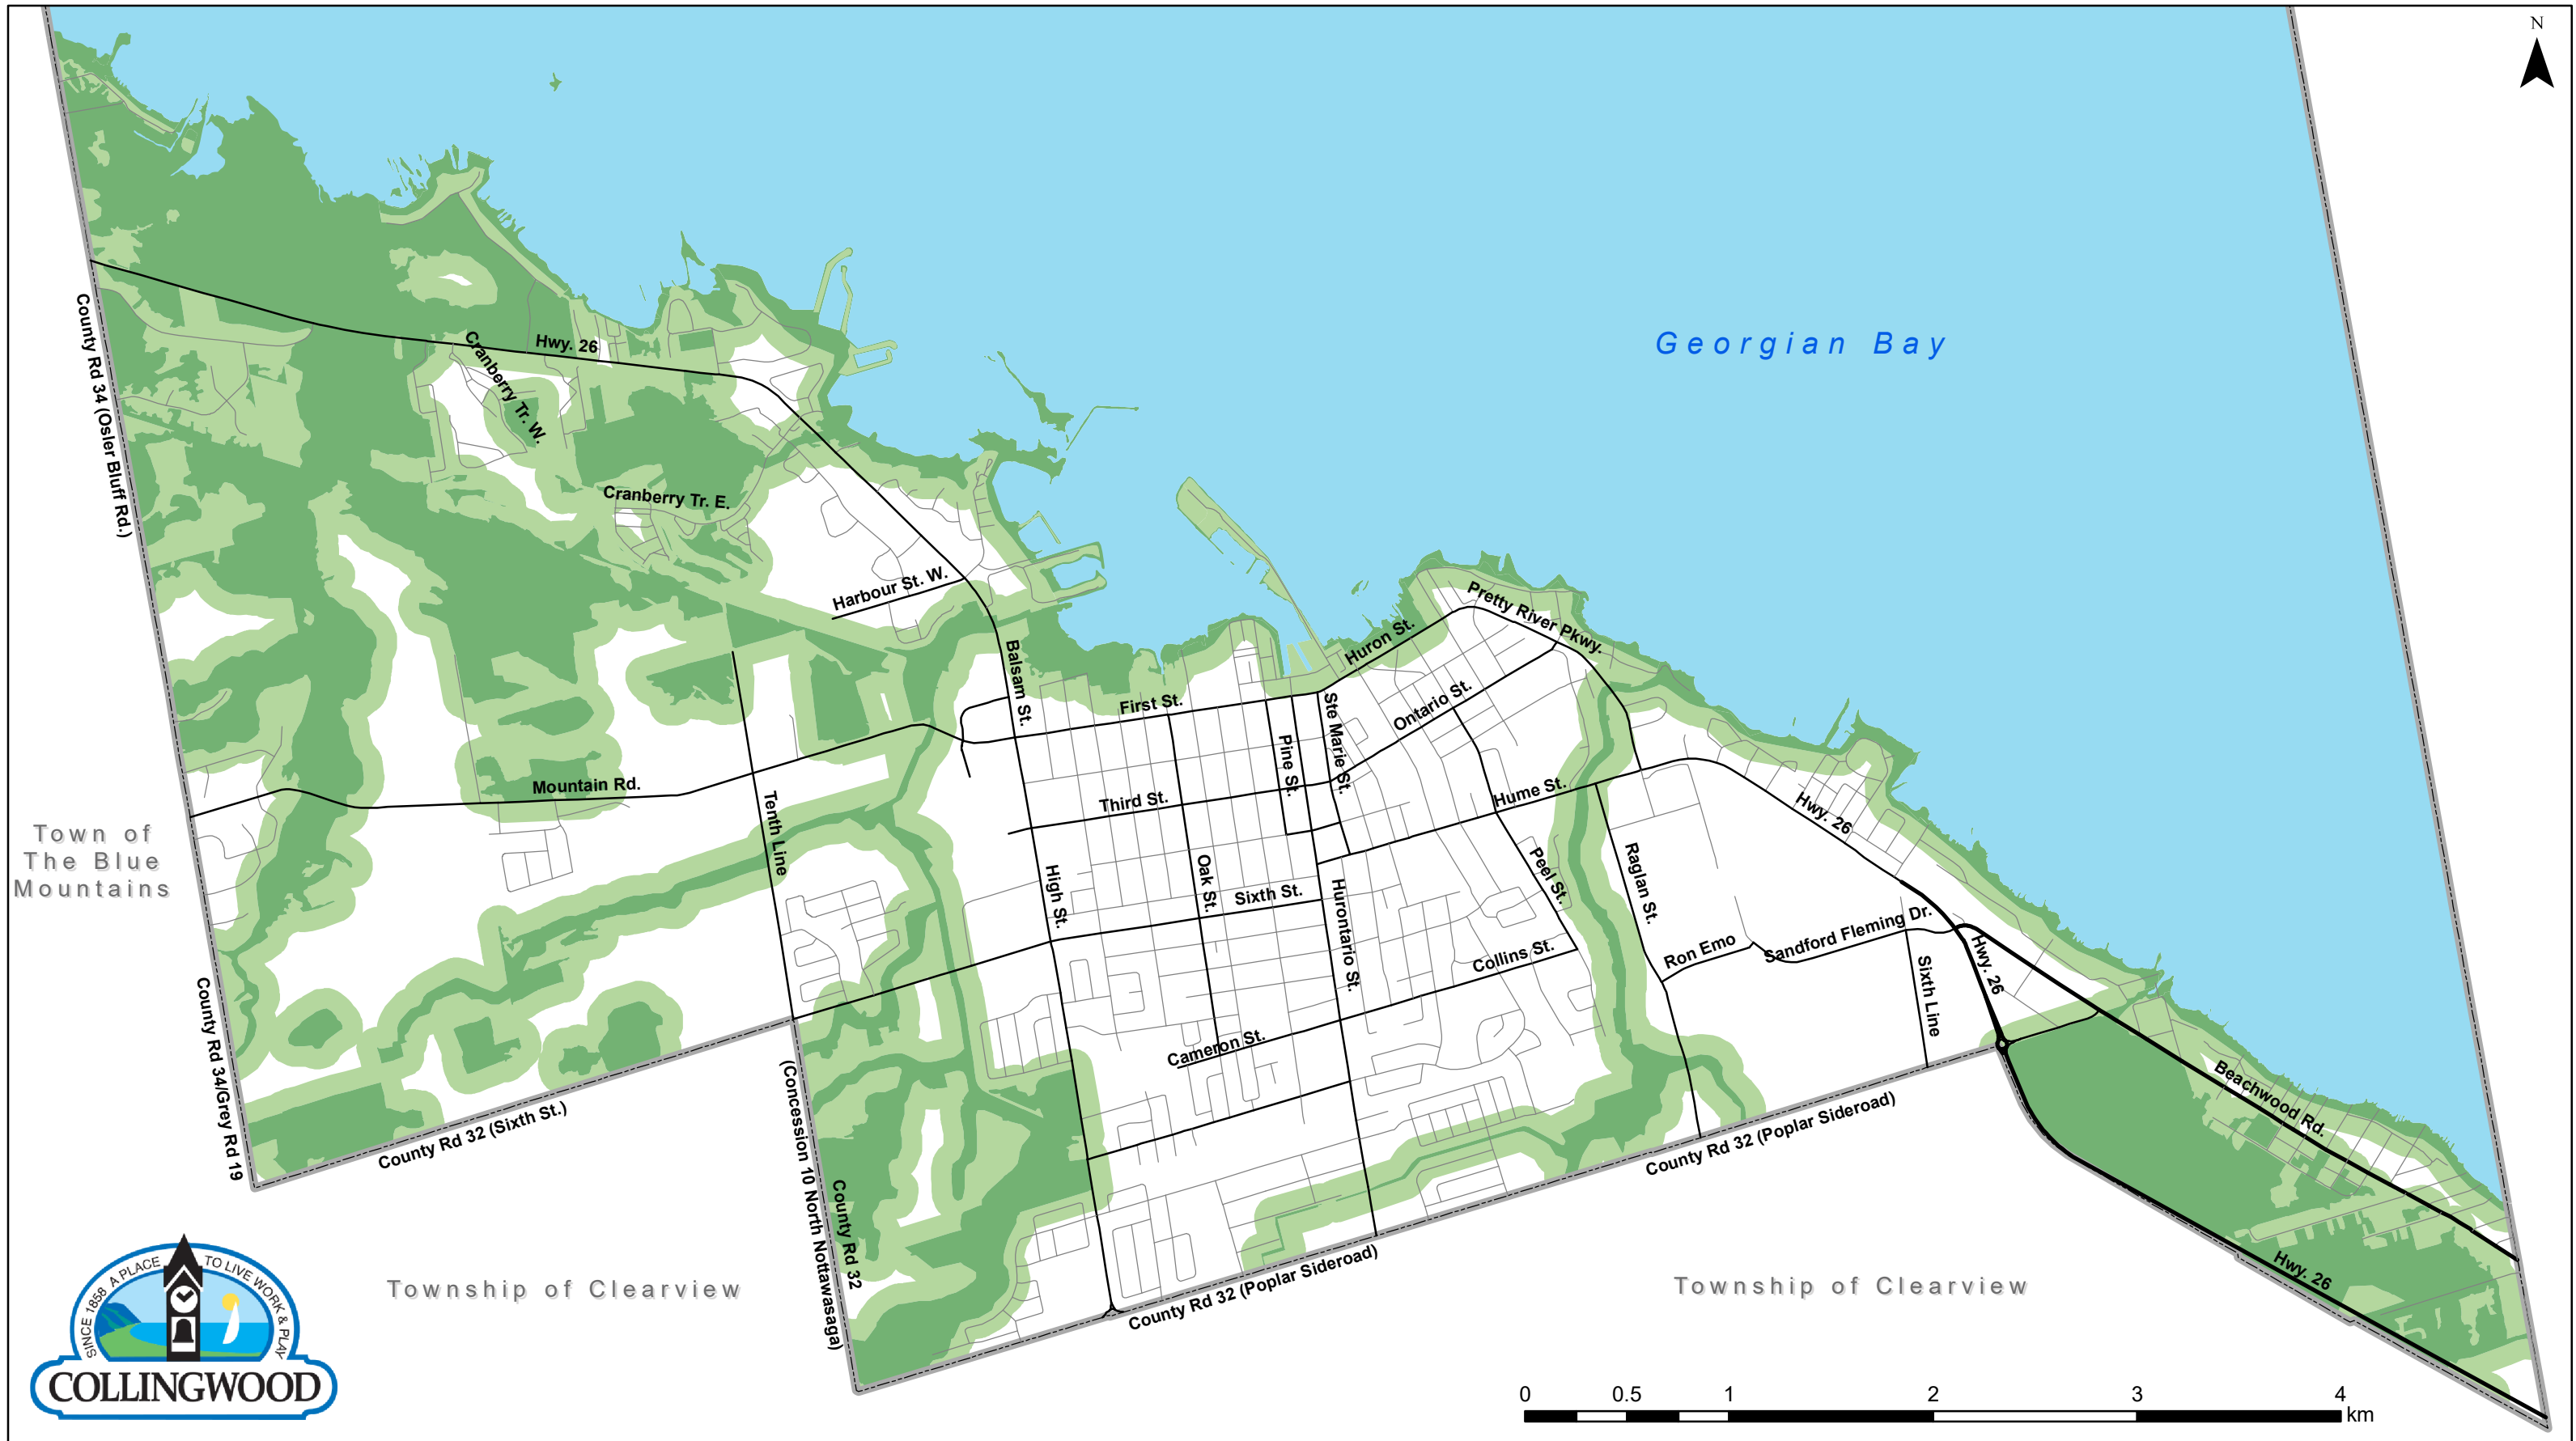 N
Georgian Bay
County Rd 34 (Osler Bluff Rd.)
Hwy. 26
Cranberry Tr. W.
Cranberry Tr. E.
Harbour St. W.
Balsam St.
First St.
Huron St.
Pretty River Pkwy.
Ontario St.
Ste Marie St.
Pine St.
Mountain Rd.
Third St.
Hume St.
Hwy. 26
Tenth Line
High St.
Oak St.
Sixth St.
Hurontario St.
Peel St.
Raglan St.
Collins St.
Ron Emo
Sandford Fleming Dr.
Sixth Line
Hwy. 26
Cameron St.
Town of
The Blue
Mountains
County Rd 34/Grey Rd 19
County Rd 32 (Sixth St.)
(Concession 10 North Nottawasaga)
County Rd 32
County Rd 32 (Poplar Sideroad)
County Rd 32 (Poplar Sideroad)
Beachwood Rd.
Hwy. 26
Township of Clearview
Township of Clearview
SINCE 1858 A PLACE TO LIVE WORK & PLAY
COLLINGWOOD
0 0.5 1 2 3 4
km